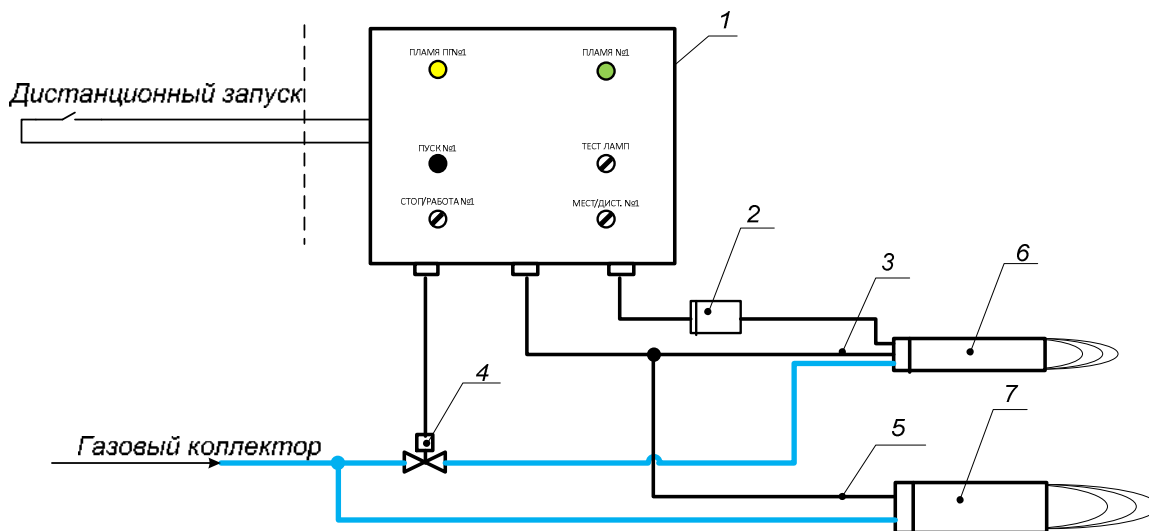 1
ПЛАМЯ ПГ№1
ПЛАМЯ №1
Дистанционный запуск
ПУСК №1
ТЕСТ ЛАМП
СТОП/РАБОТА №1
МЕСТ/ДИСТ. №1
2
3
6
4
7
Газовый коллектор
5